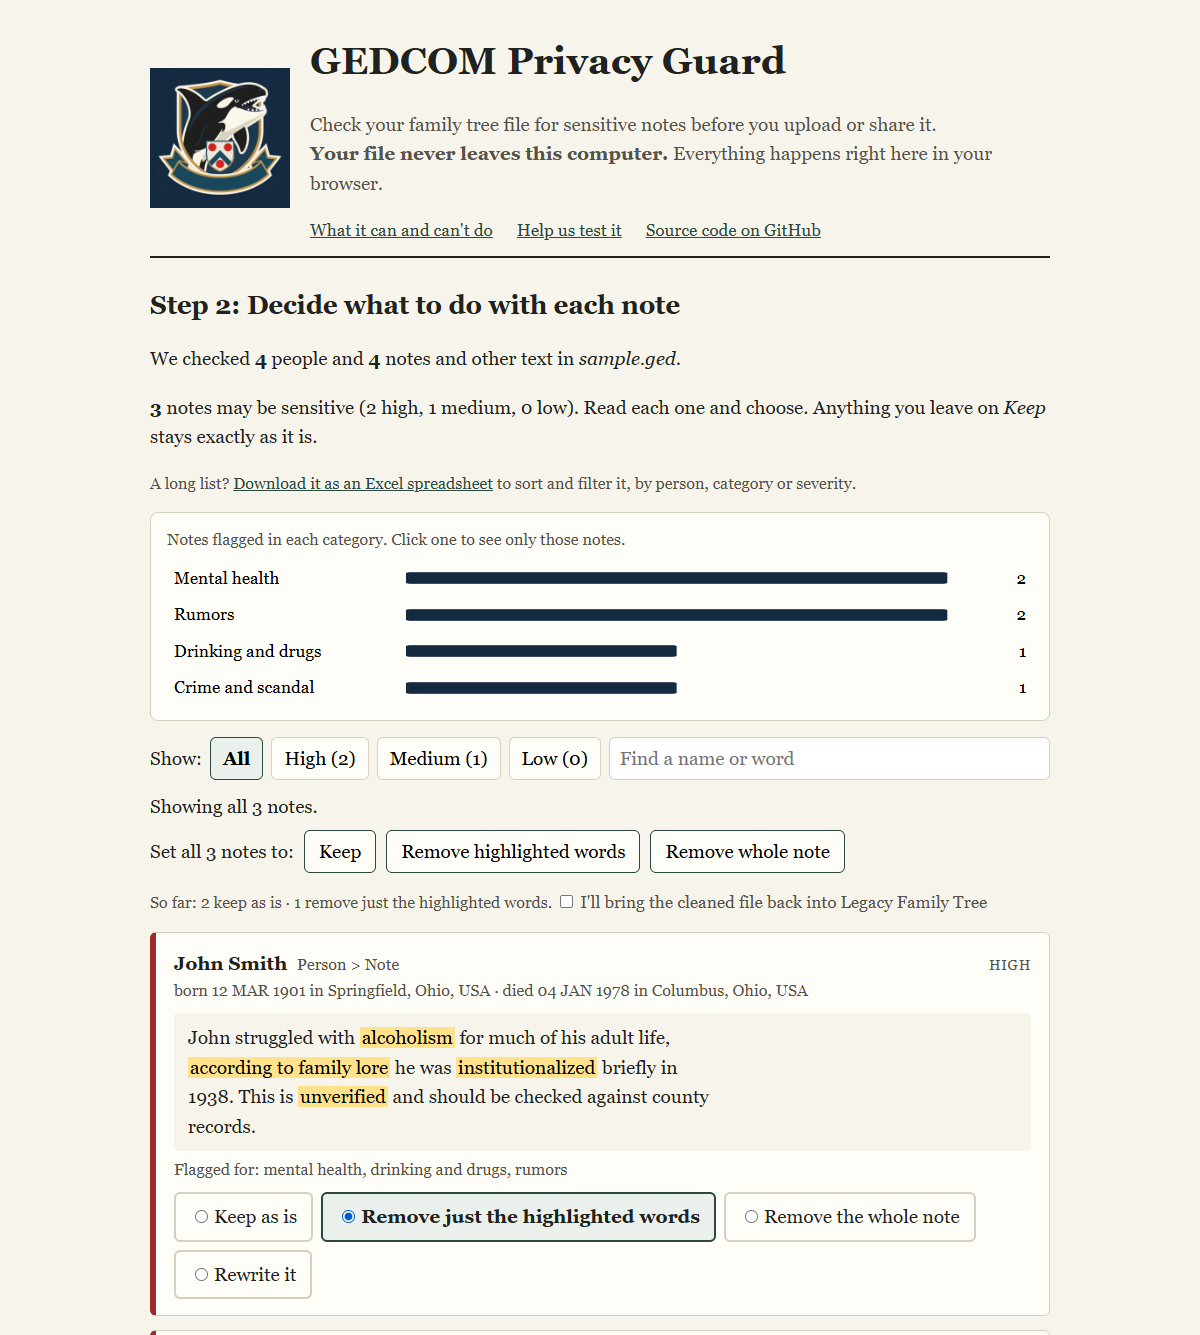 GEDCOM Privacy Guard
Check your family tree file for sensitive notes before you upload or share it.
Your file never leaves this computer. Everything happens right here in your
browser.
What it can and can't do Help us test it Source code on GitHub
Step 2: Decide what to do with each note
We checked 4 people and 4 notes and other text in sample.ged.
3 notes may be sensitive (2 high, 1 medium, 0 low). Read each one and choose. Anything you leave on Keep
stays exactly as it is.
A long list? Download it as an Excel spreadsheet to sort and filter it, by person, category or severity.
Notes flagged in each category. Click one to see only those notes.
Mental health 2
Rumors 2
Drinking and drugs 1
Crime and scandal 1
Show: All High (2) Medium (1) Low (0) Find a name or word
Showing all 3 notes.
Set all 3 notes to: Keep Remove highlighted words Remove whole note
So far: 2 keep as is · 1 remove just the highlighted words. I'll bring the cleaned file back into Legacy Family Tree
John Smith Person > Note HIGH
born 12 MAR 1901 in Springfield, Ohio, USA · died 04 JAN 1978 in Columbus, Ohio, USA
John struggled with alcoholism for much of his adult life,
according to family lore he was institutionalized briefly in
1938. This is unverified and should be checked against county
records.
Flagged for: mental health, drinking and drugs, rumors
Keep as is Remove just the highlighted words Remove the whole note
Rewrite it